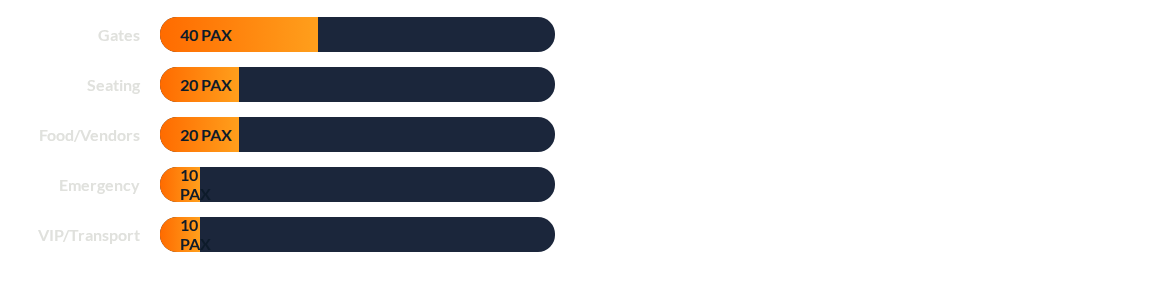 Gates
40 PAX
Seating
20 PAX
Food/Vendors
20 PAX
Emergency
10
PAX
VIP/Transport
10
PAX